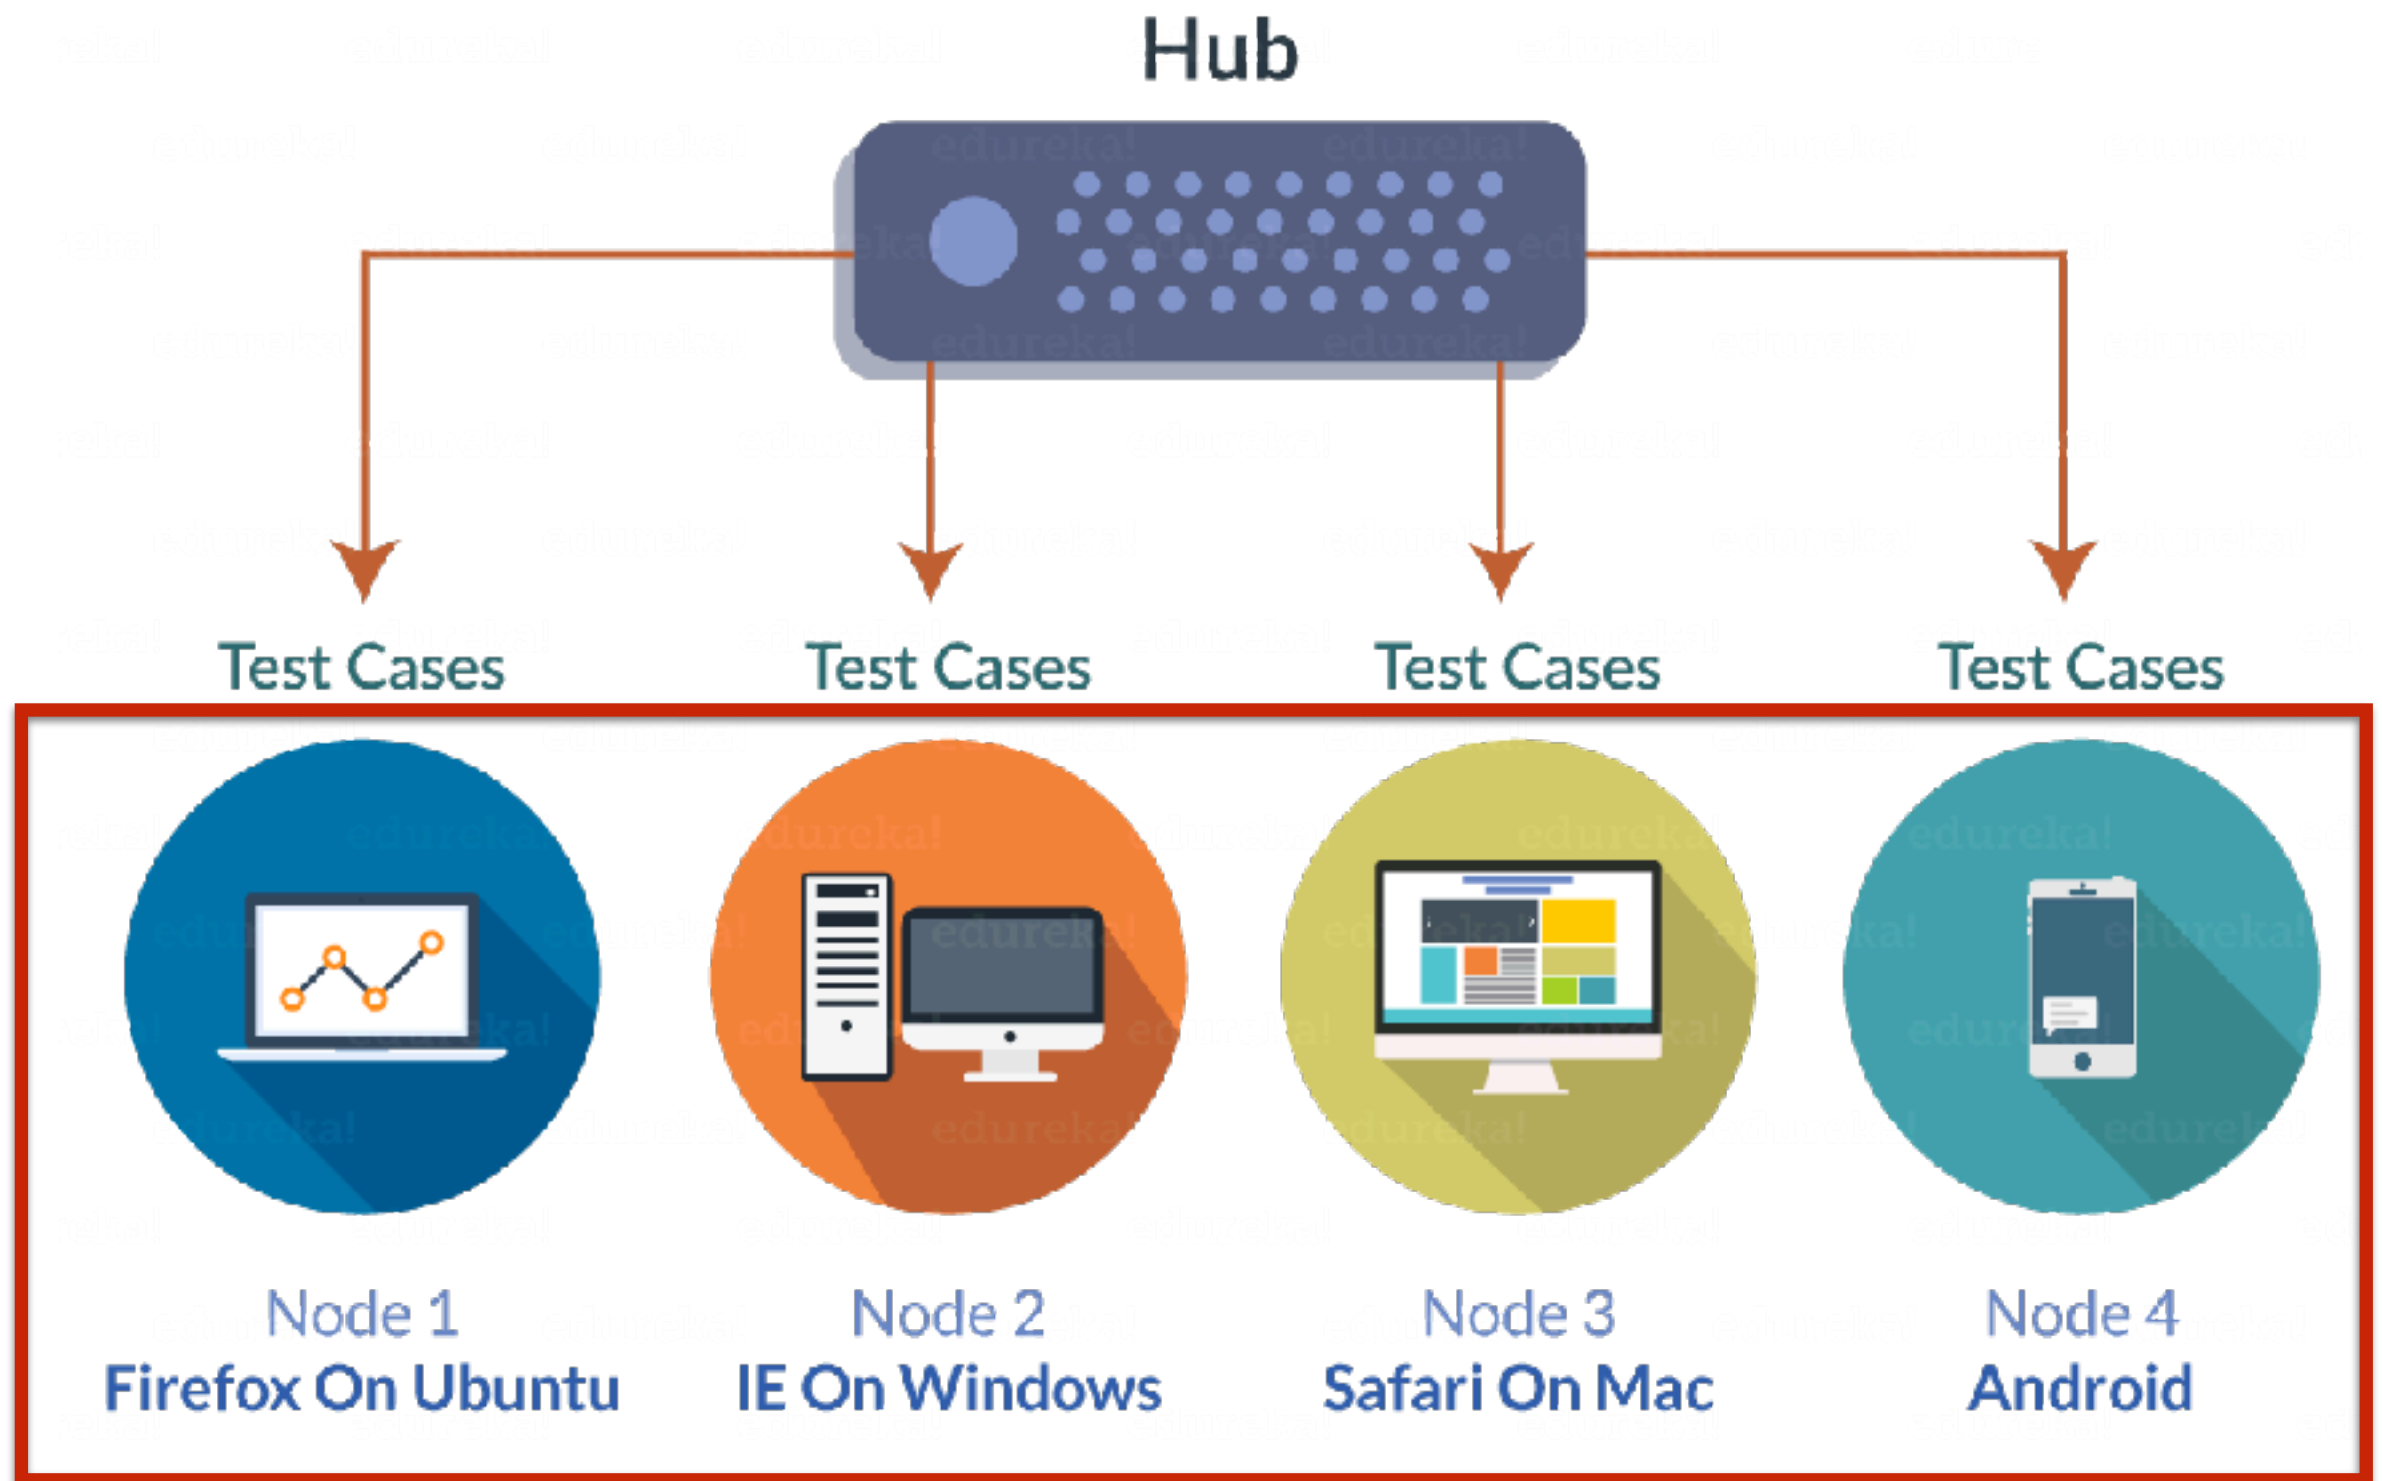 Hub
Test Cases
Test Cases
Test Cases
Test Cases
Node 1
Firefox On Ubuntu
Node 2
IE On Windows
Node 3
Safari On Mac
Node 4
Android
edureka!